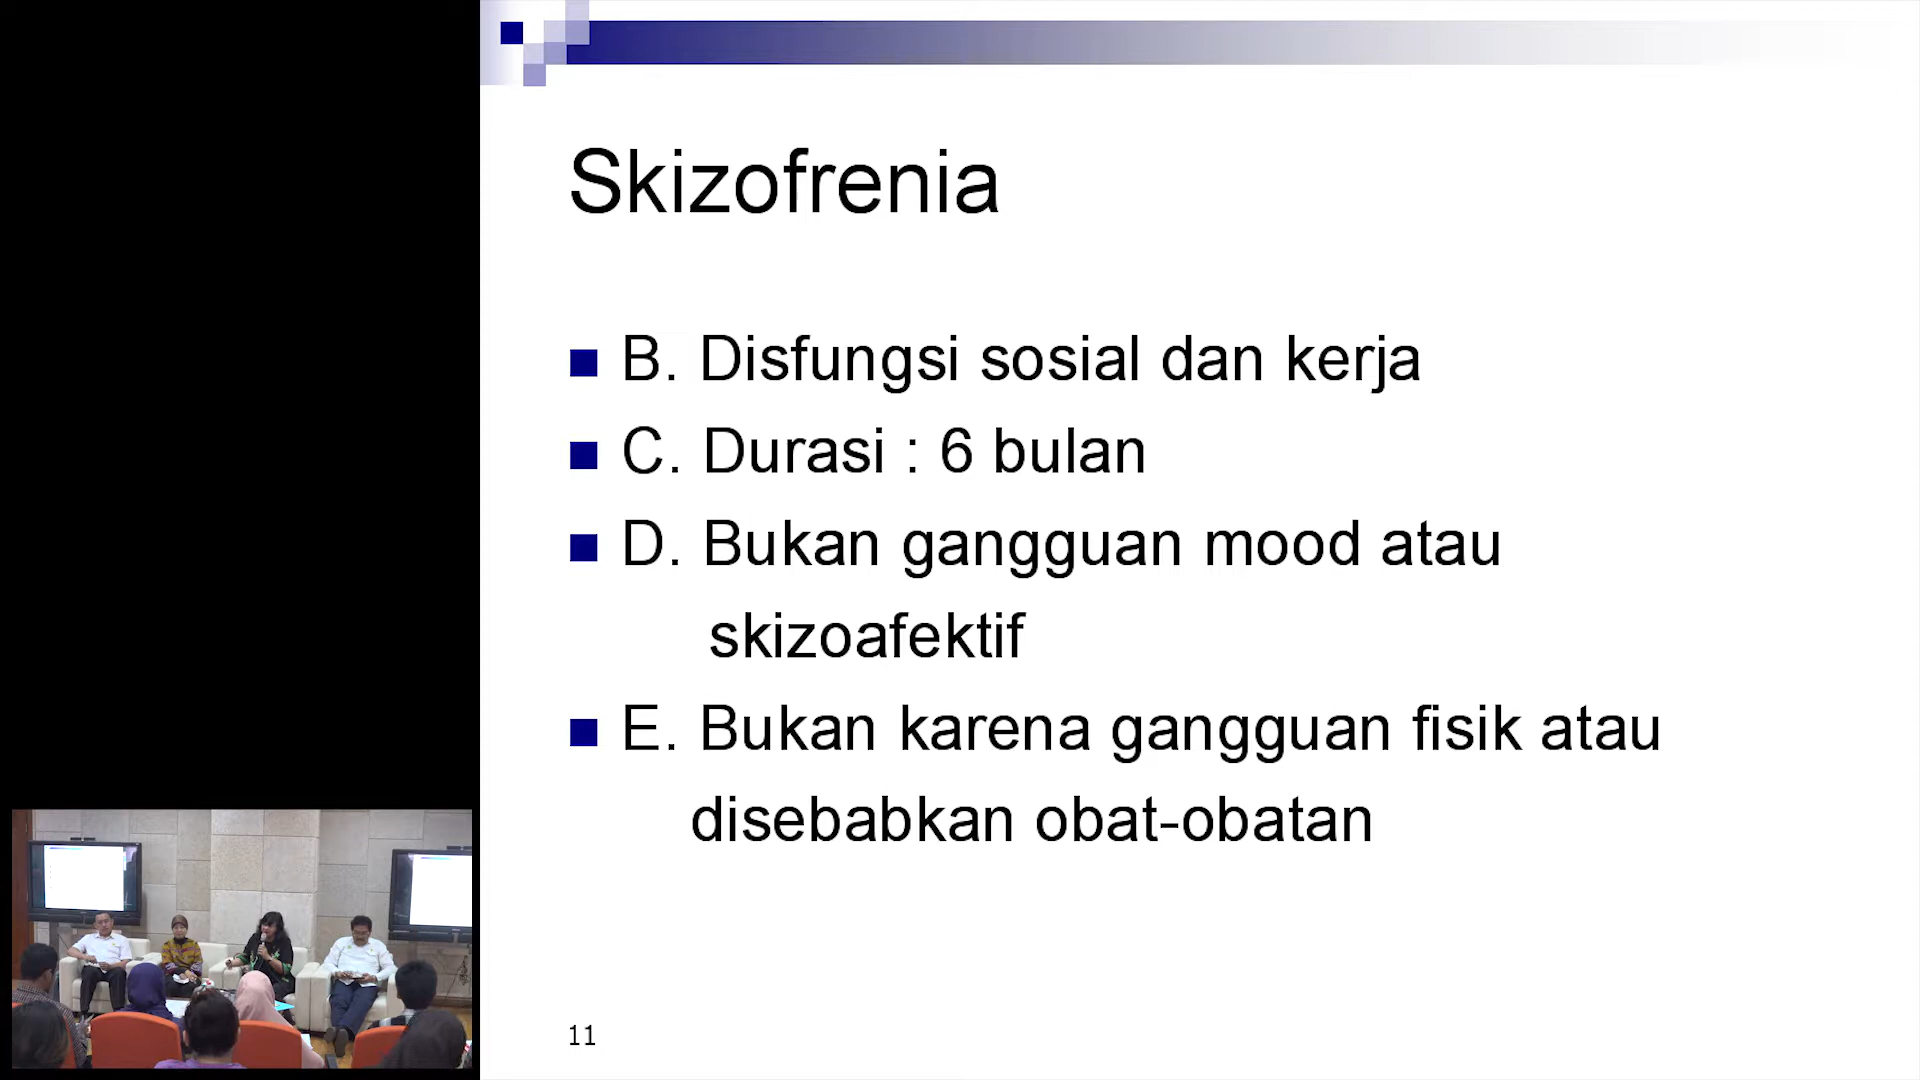 Skizofrenia
B. Disfungsi sosial dan kerja
C. Durasi : 6 bulan
D. Bukan gangguan mood atau
skizoafektif
E. Bukan karena gangguan fisik atau
disebabkan obat-obatan
11